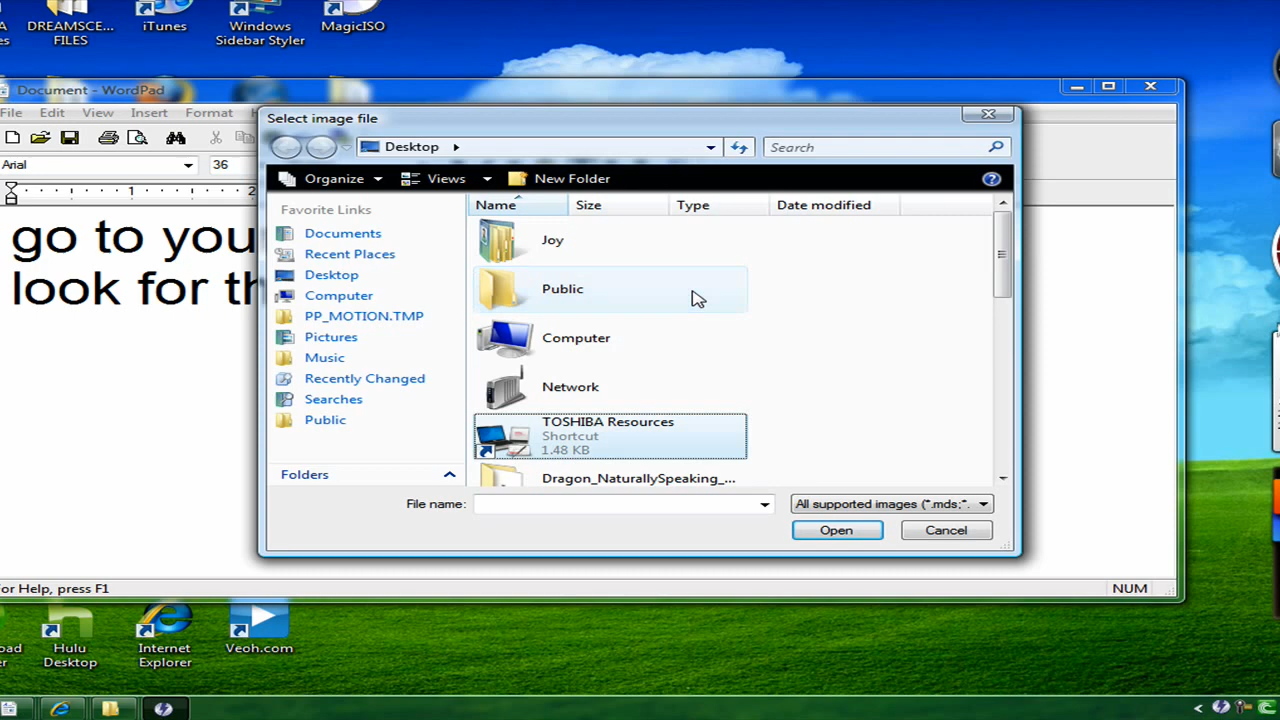 DREAMSCE...
FILES
iTunes
Windows
Sidebar Styler
MagicISO
Document - WordPad
File Edit View Insert Format
Arial 36
1 2
go to you
look for th
Select image file
Desktop
Search
Organize Views New Folder
Favorite Links
Documents
Recent Places
Desktop
Computer
PP_MOTION.TMP
Pictures
Music
Recently Changed
Searches
Public
Folders
Name Size Type Date modified
Joy
Public
Computer
Network
TOSHIBA Resources
Shortcut
1.48 KB
Dragon_NaturallySpeaking_...
File name:
All supported images (*.mds;*.
Open Cancel
or Help, press F1
NUM
oad
er
Hulu
Desktop
Internet
Explorer
Veoh.com